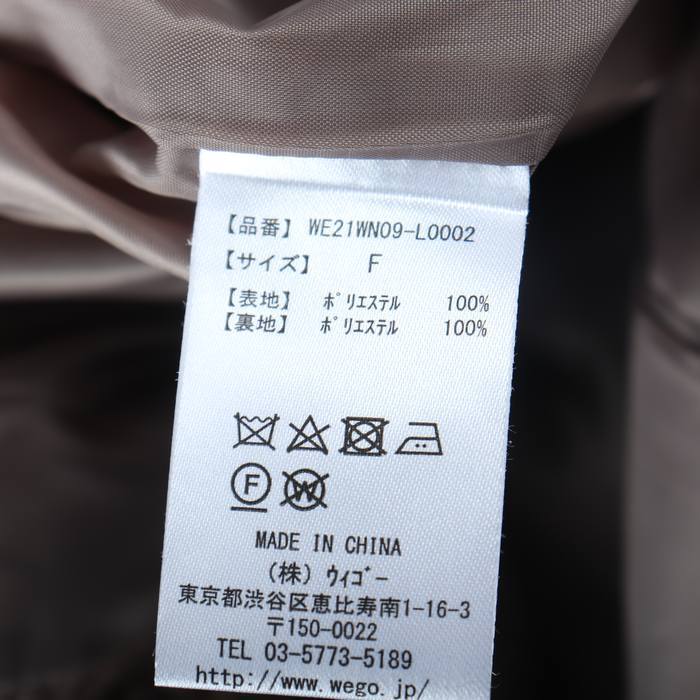 【品番】 WE21WN09-L0002
【サイズ】 F
【表地】 ﾎﾟﾘｴｽﾃﾙ 100%
【裏地】 ﾎﾟﾘｴｽﾃﾙ 100%
F W
MADE IN CHINA
(株) ｳｨｺﾞｰ
東京都渋谷区恵比寿南1-16-3
〒150-0022
TEL 03-5773-5189
http://www.wego.jp/